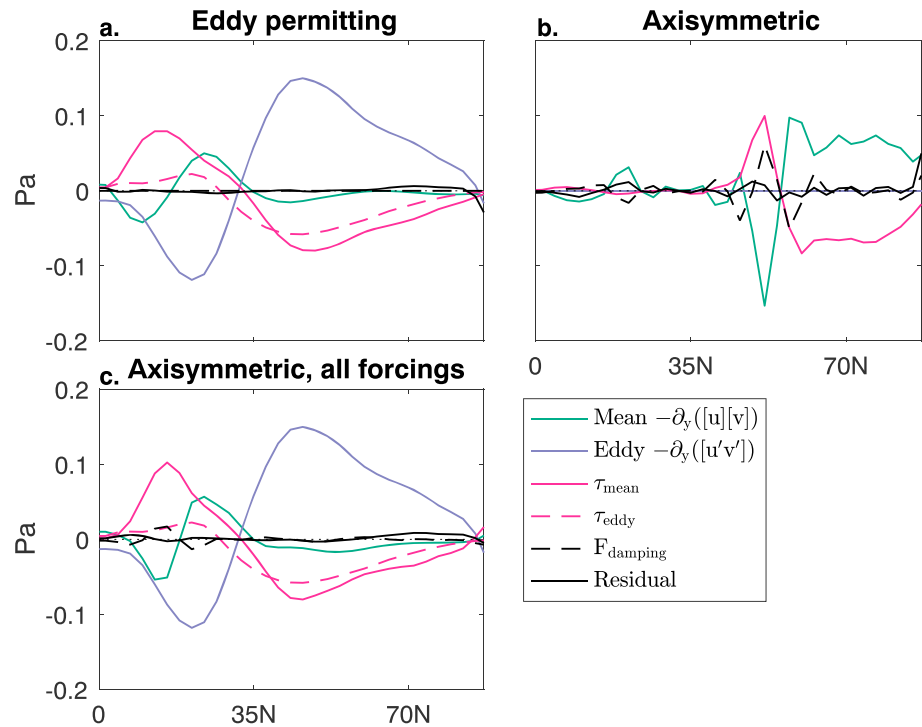 a. Eddy permitting
b. Axisymmetric
0.2
0.1
0
-0.1
-0.2
Pa
0 35N 70N
c. Axisymmetric, all forcings
0.2
0.1
0
-0.1
-0.2
Pa
0 35N 70N
Mean −∂y([u][v])
Eddy −∂y([u′v′])
τmean
τeddy
Fdamping
Residual